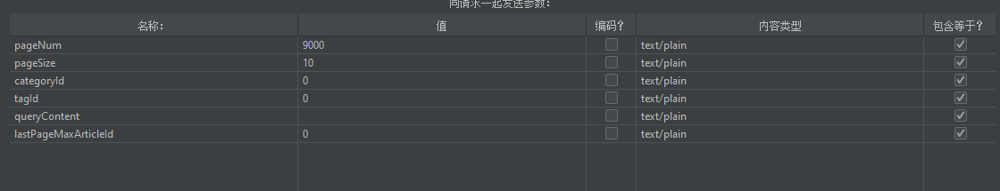 同请求一起发送参数：
名称： 值 编码？ 内容类型 包含等于？
pageNum 9000 text/plain
pageSize 10 text/plain
categoryId 0 text/plain
tagId 0 text/plain
queryContent text/plain
lastPageMaxArticleId 0 text/plain